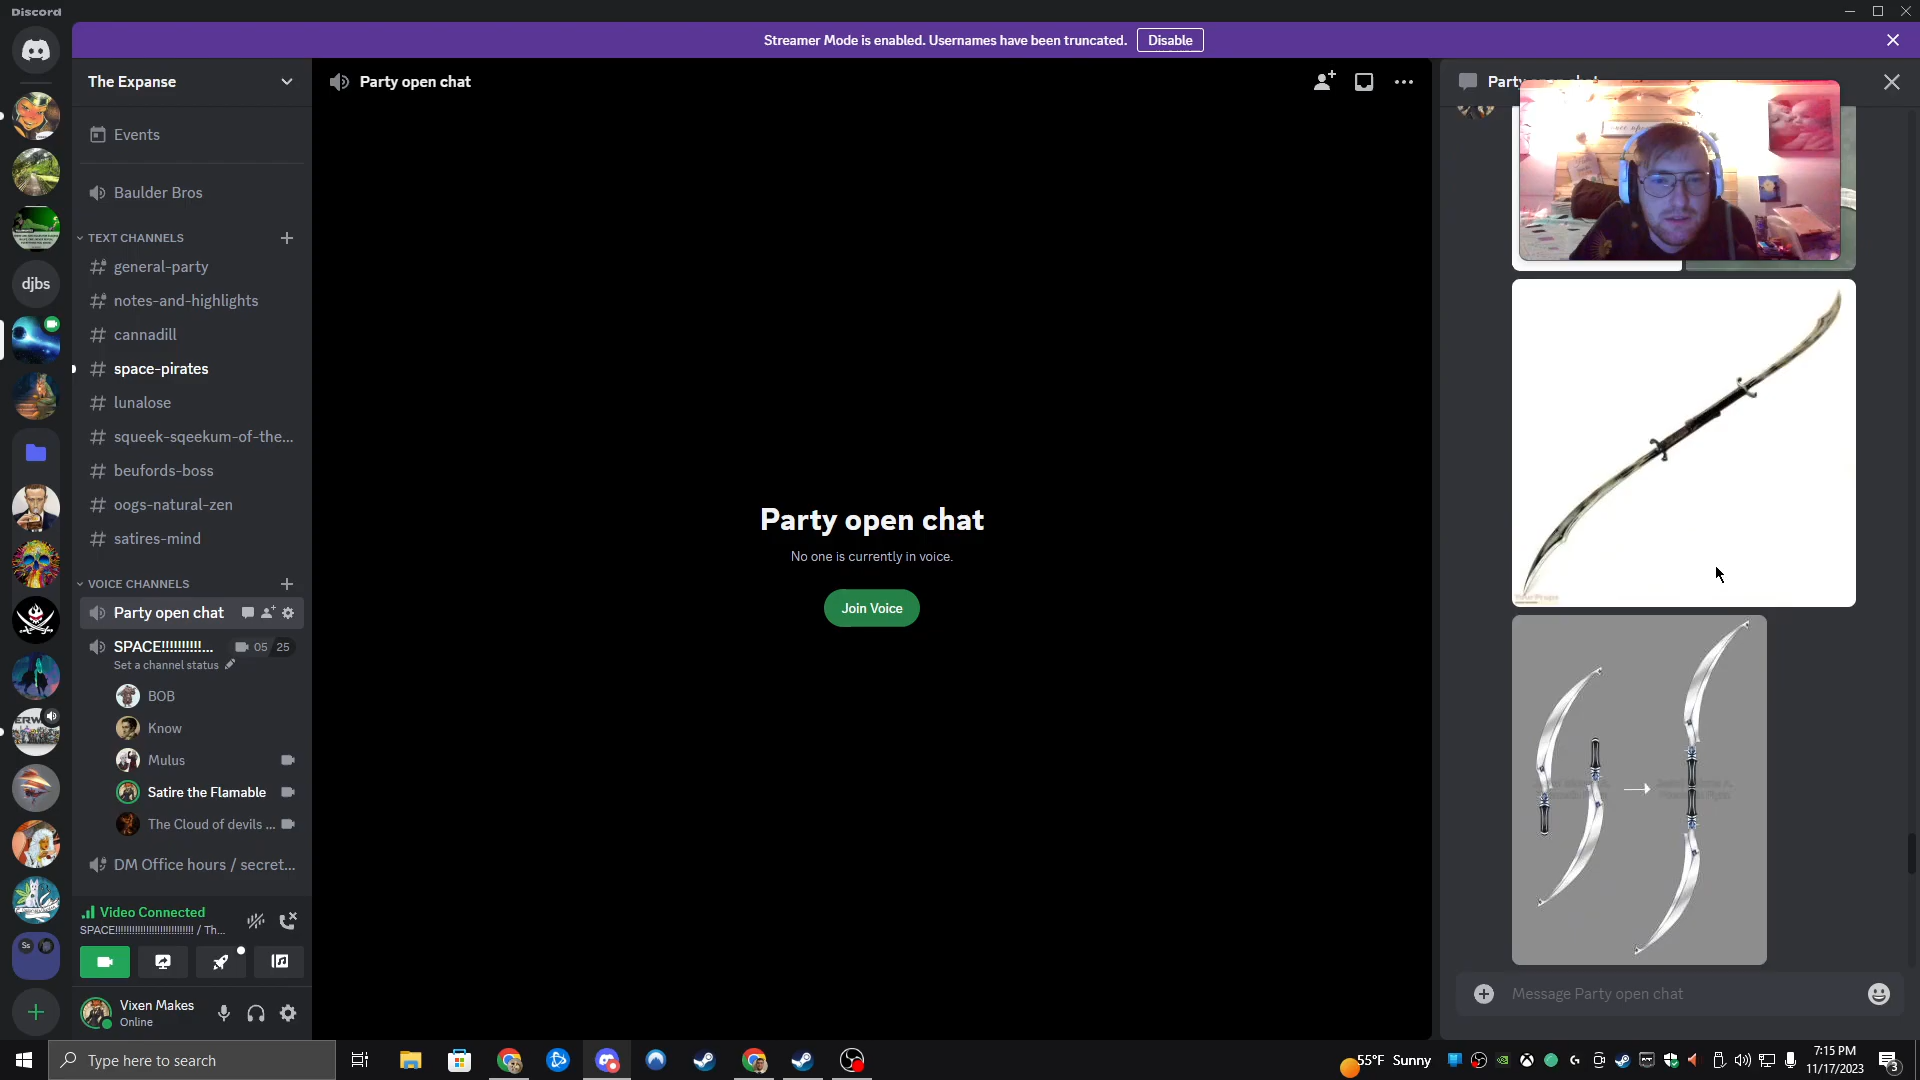 Discord
Streamer Mode is enabled. Usernames have been truncated.
Disable
The Expanse
Party open chat
Events
Baulder Bros
TEXT CHANNELS
general-party
notes-and-highlights
cannadill
space-pirates
lunalose
squeek-sqeekum-of-the...
beufords-boss
oogs-natural-zen
satires-mind
VOICE CHANNELS
Party open chat
SPACE!!!!!!!!!!... 05 25
Set a channel status
BOB
Know
Mulus
Satire the Flamable
The Cloud of devils ...
DM Office hours / secret...
djbs
Ss
Video Connected
Vixen Makes
Online
Party open chat
No one is currently in voice.
Join Voice
Message Party open chat
Type here to search
55°F Sunny
7:15 PM
11/17/2023
3